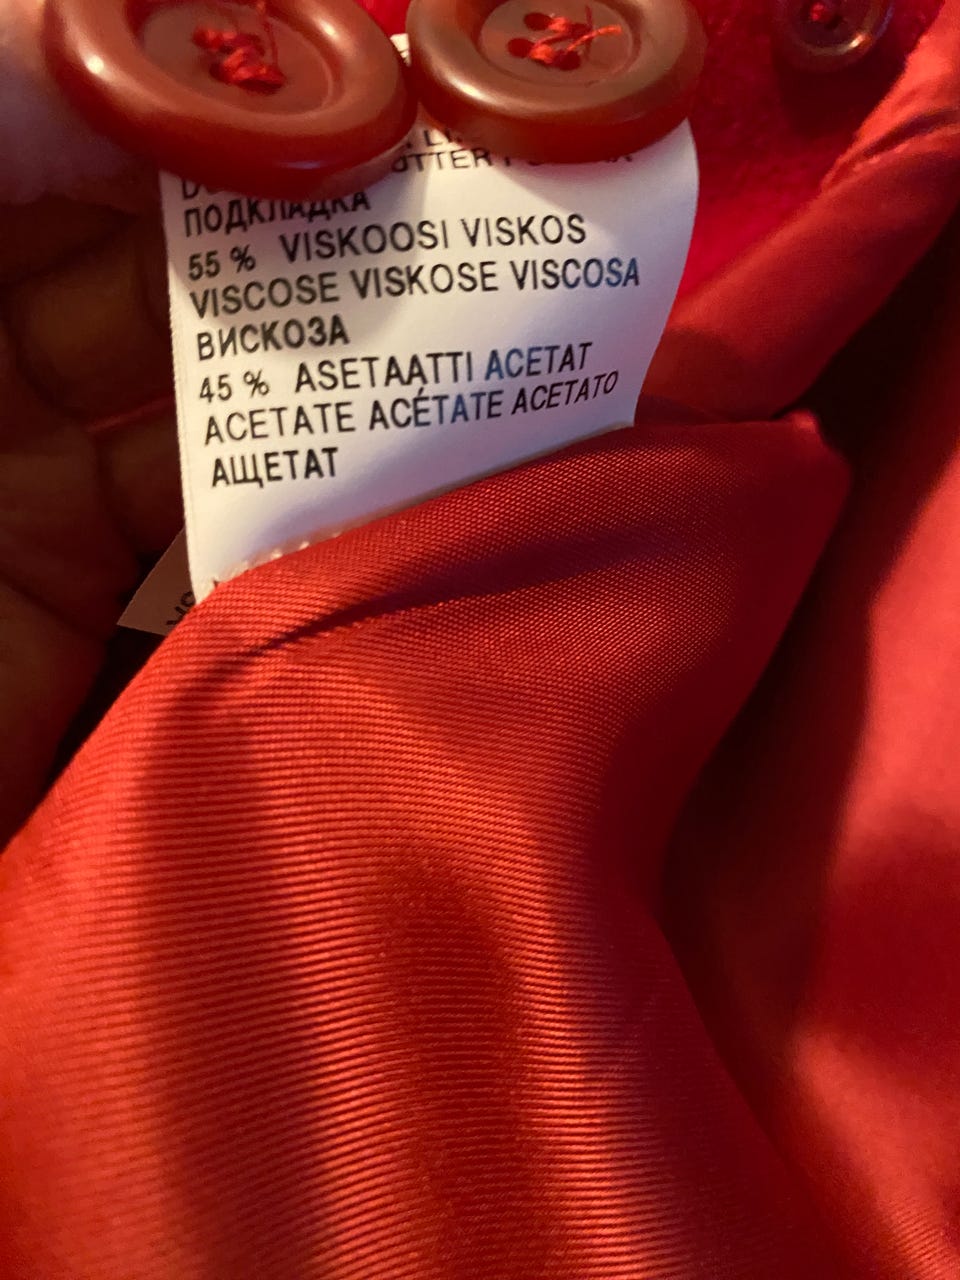 ПОДКЛАДКА
55 % VISKOOSI VISKOS
VISCOSE VISKOSE VISCOSA
ВИСКОЗА
45 % ASETAATTI ACETAT
ACETATE ACÉTATE ACETATO
АЩЕТАТ